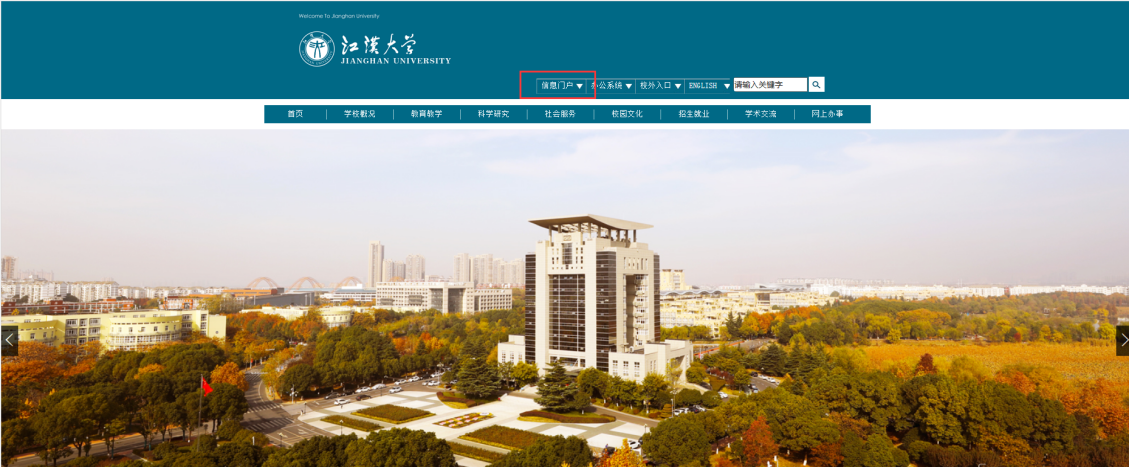 Welcome To Jianghan University
江汉大学
JIANGHAN UNIVERSITY
信息门户 办公系统 校外入口 ENGLISH 请输入关键字
首页 学校概况 教育教学 科学研究 社会服务 校园文化 招生就业 学术交流 网上办事